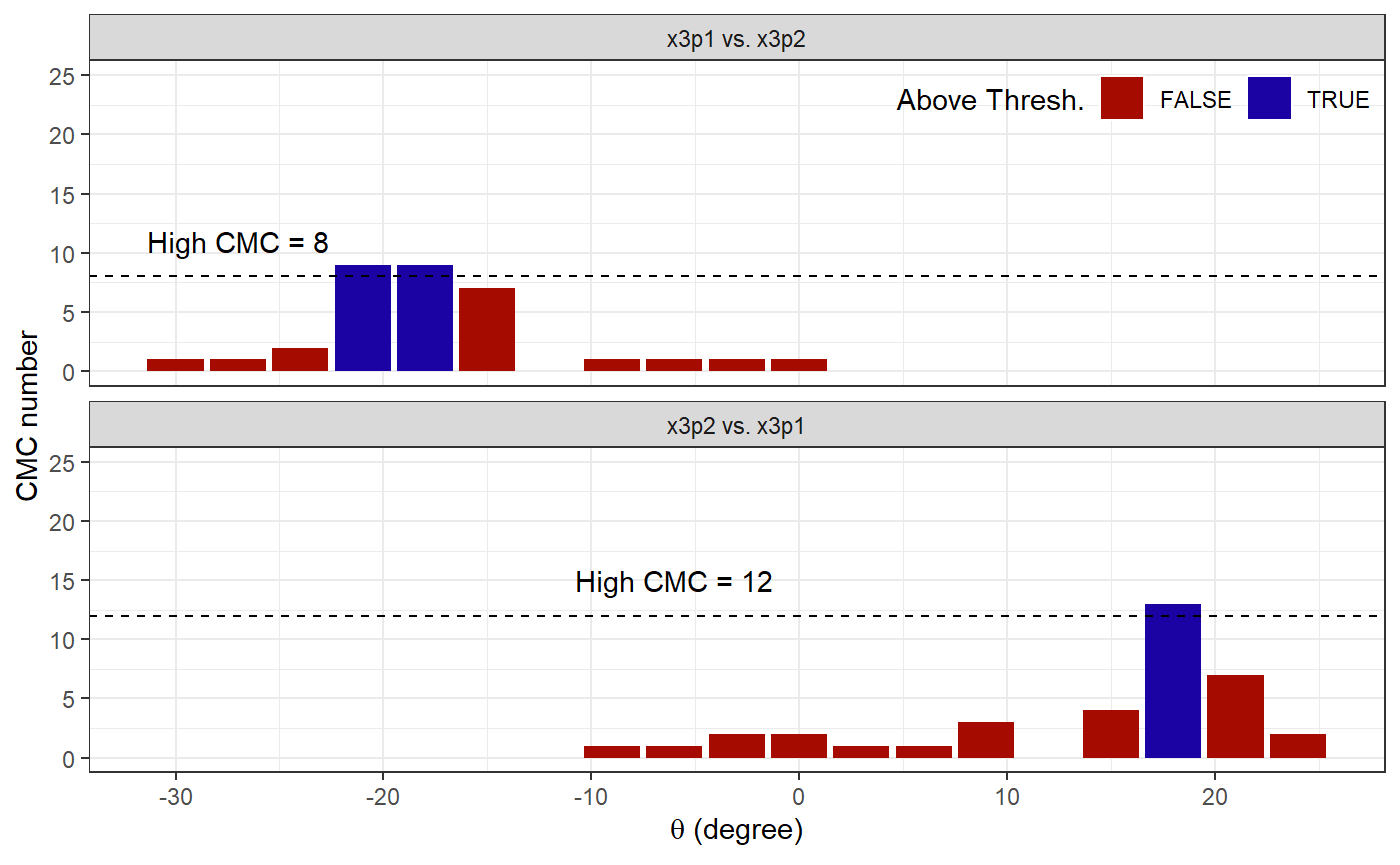 x3p1 vs. x3p2
25
20
15
10
5
0
Above Thresh. FALSE TRUE
High CMC = 8
CMC number
x3p2 vs. x3p1
25
20
15
10
5
0
High CMC = 12
-30 -20 -10 0 10 20
θ (degree)